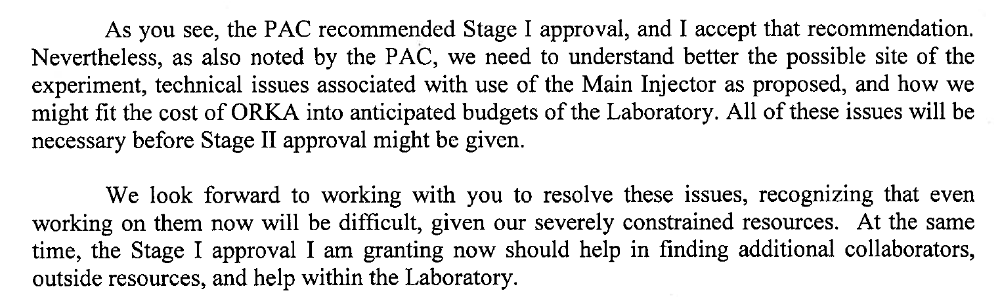 As you see, the PAC recommended Stage I approval, and I accept that recommendation.
Nevertheless, as also noted by the PAC, we need to understand better the possible site of the
experiment, technical issues associated with use of the Main Injector as proposed, and how we
might fit the cost of ORKA into anticipated budgets of the Laboratory. All of these issues will be
necessary before Stage II approval might be given.
We look forward to working with you to resolve these issues, recognizing that even
working on them now will be difficult, given our severely constrained resources. At the same
time, the Stage I approval I am granting now should help in finding additional collaborators,
outside resources, and help within the Laboratory.